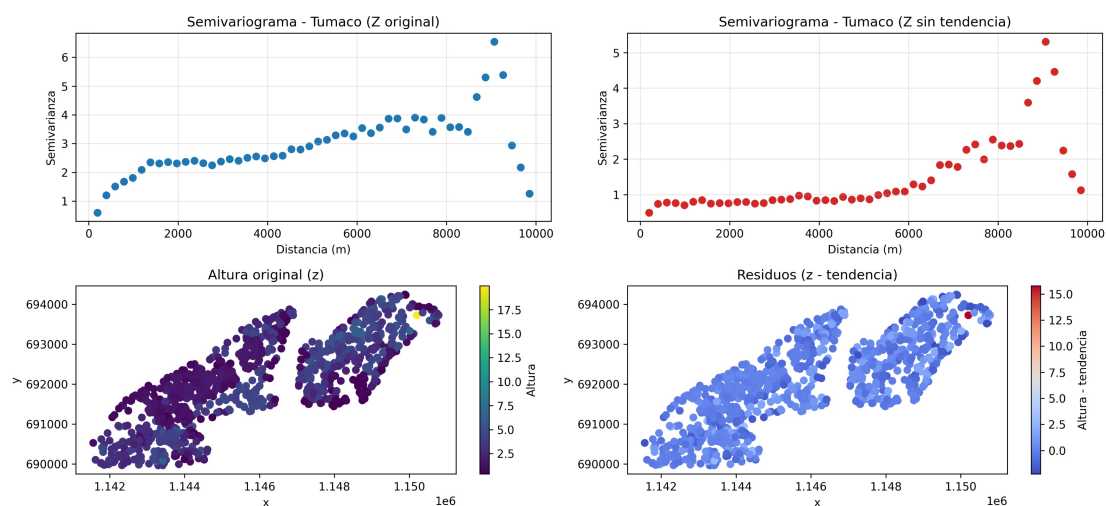 Semivariograma - Tumaco (Z original)
Semivarianza
6
5
4
3
2
1
0 2000 4000 6000 8000 10000
Distancia (m)
Semivariograma - Tumaco (Z sin tendencia)
Semivarianza
5
4
3
2
1
0 2000 4000 6000 8000 10000
Distancia (m)
Altura original (z)
y
694000
693000
692000
691000
690000
1.142 1.144 1.146 1.148 1.150
1e6
x
17.5
15.0
12.5
10.0
7.5
5.0
2.5
Altura
Residuos (z - tendencia)
y
694000
693000
692000
691000
690000
1.142 1.144 1.146 1.148 1.150
1e6
x
15.0
12.5
10.0
7.5
5.0
2.5
0.0
Altura - tendencia